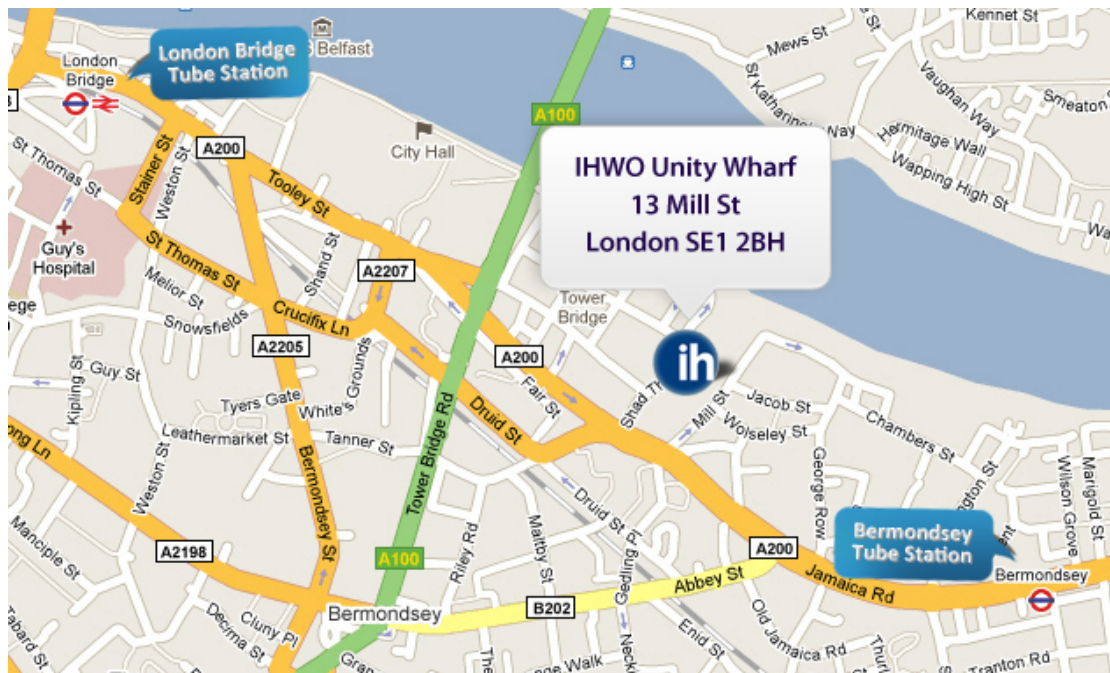 Kennet St
Belfast
London Bridge
Tube Station
Mews St
London
Bridge
Vaughan Way
Smeaton
St Katharine's Way
A100
Hermitage Wall
City Hall
St Thomas St
Stainer St
Weston St
A200
Wapping High St
IHWO Unity Wharf
13 Mill St
London SE1 2BH
Tooley St
Guy's
Hospital
St Thomas St
Shand St
A2207
Melior St
Tower
Bridge
Snowsfields
Crucifix Ln
A2205
A200
ih
Guy St
Kipling St
White's Grounds
Tyers Gate
Fair St
Shad
Mill St
Jacob St
Druid St
Wolseley St
Chambers St
Leathermarket St
Tanner St
Tower Bridge Rd
Weston St
Bermondsey St
George Row
Wilson Grove
Marigold St
Druid St
Manciple St
A2198
A100
Riley Rd
Maltby St
Gedling Pl
A200
Bermondsey
Tube Station
Abbey St
Jamaica Rd
Bermondsey
Decima St
Cluny Pl
Bermondsey
B202
Tabard St
Enid St
Old Jamaica Rd
Tranton Rd